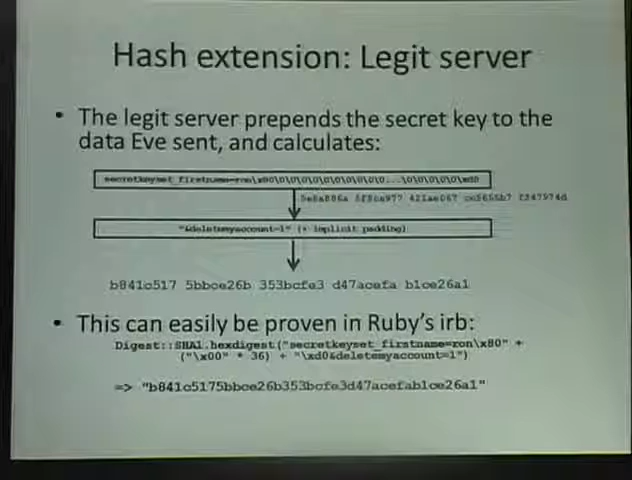 Hash extension: Legit server
• The legit server prepends the secret key to the
data Eve sent, and calculates:
"&deletemyaccount=1" (+ implicit padding)
b841c517 5bbce26b 353bcfe3 d47acefa b1ce26a1
• This can easily be proven in Ruby's irb:
Digest::SHA1.hexdigest("secretkeyset_firstname=ron\x80" +
("\x00" * 36) + "\xd0&deletemyaccount=1")
=> "b841c5175bbce26b353bcfe3d47acefab1ce26a1"